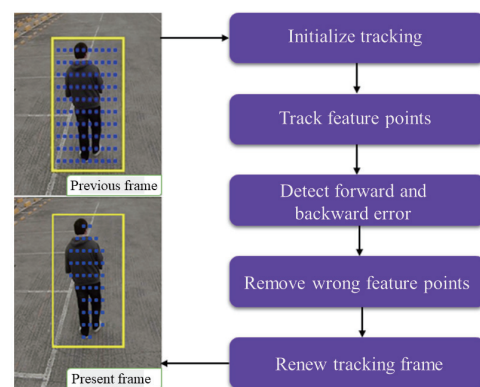 Initialize tracking
Track feature points
Previous frame
Detect forward and
backward error
Remove wrong feature points
Renew tracking frame
Present frame